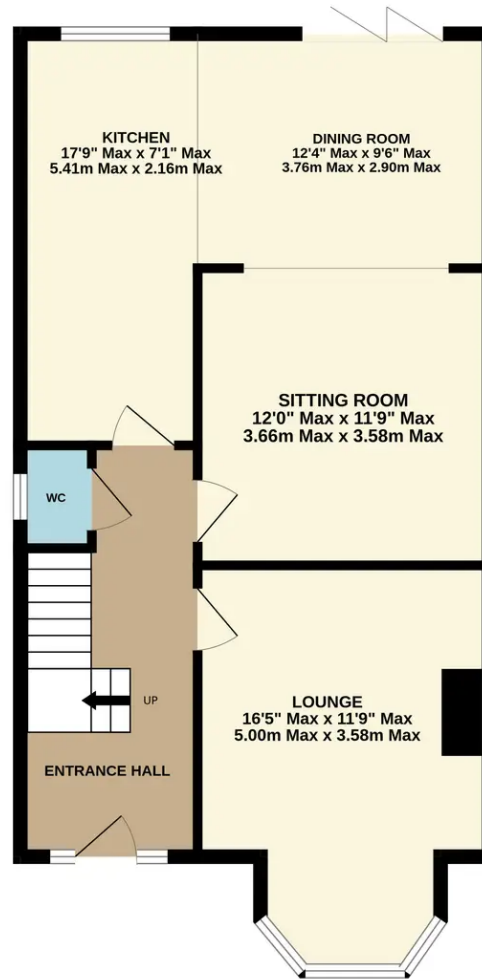 KITCHEN
17'9" Max x 7'1" Max
5.41m Max x 2.16m Max
DINING ROOM
12'4" Max x 9'6" Max
3.76m Max x 2.90m Max
SITTING ROOM
12'0" Max x 11'9" Max
3.66m Max x 3.58m Max
WC
UP
LOUNGE
16'5" Max x 11'9" Max
5.00m Max x 3.58m Max
ENTRANCE HALL